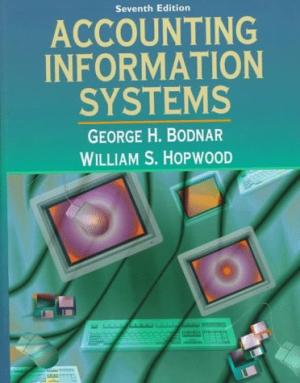 Seventh Edition
ACCOUNTING
INFORMATION
SYSTEMS
GEORGE H. BODNAR
WILLIAM S. HOPWOOD